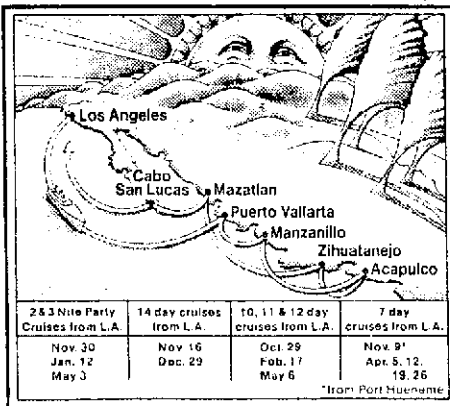 Los Angeles
Cabo
San Lucas
Mazatlan
Puerto Vallarta
Manzanillo
Zihuatanejo
Acapulco
2 & 3 Nite Party
Cruises from L.A.
Nov. 30
Jan. 12
May 3
14 day cruises
from L.A.
Nov 16
Dec. 29
10, 11 & 12 day
cruises from L.A.
Oct. 29
Feb. 17
May 6
7 day
cruises from L.A.
Nov. 9*
Apr. 5, 12,
19, 26
*from Port Hueneme